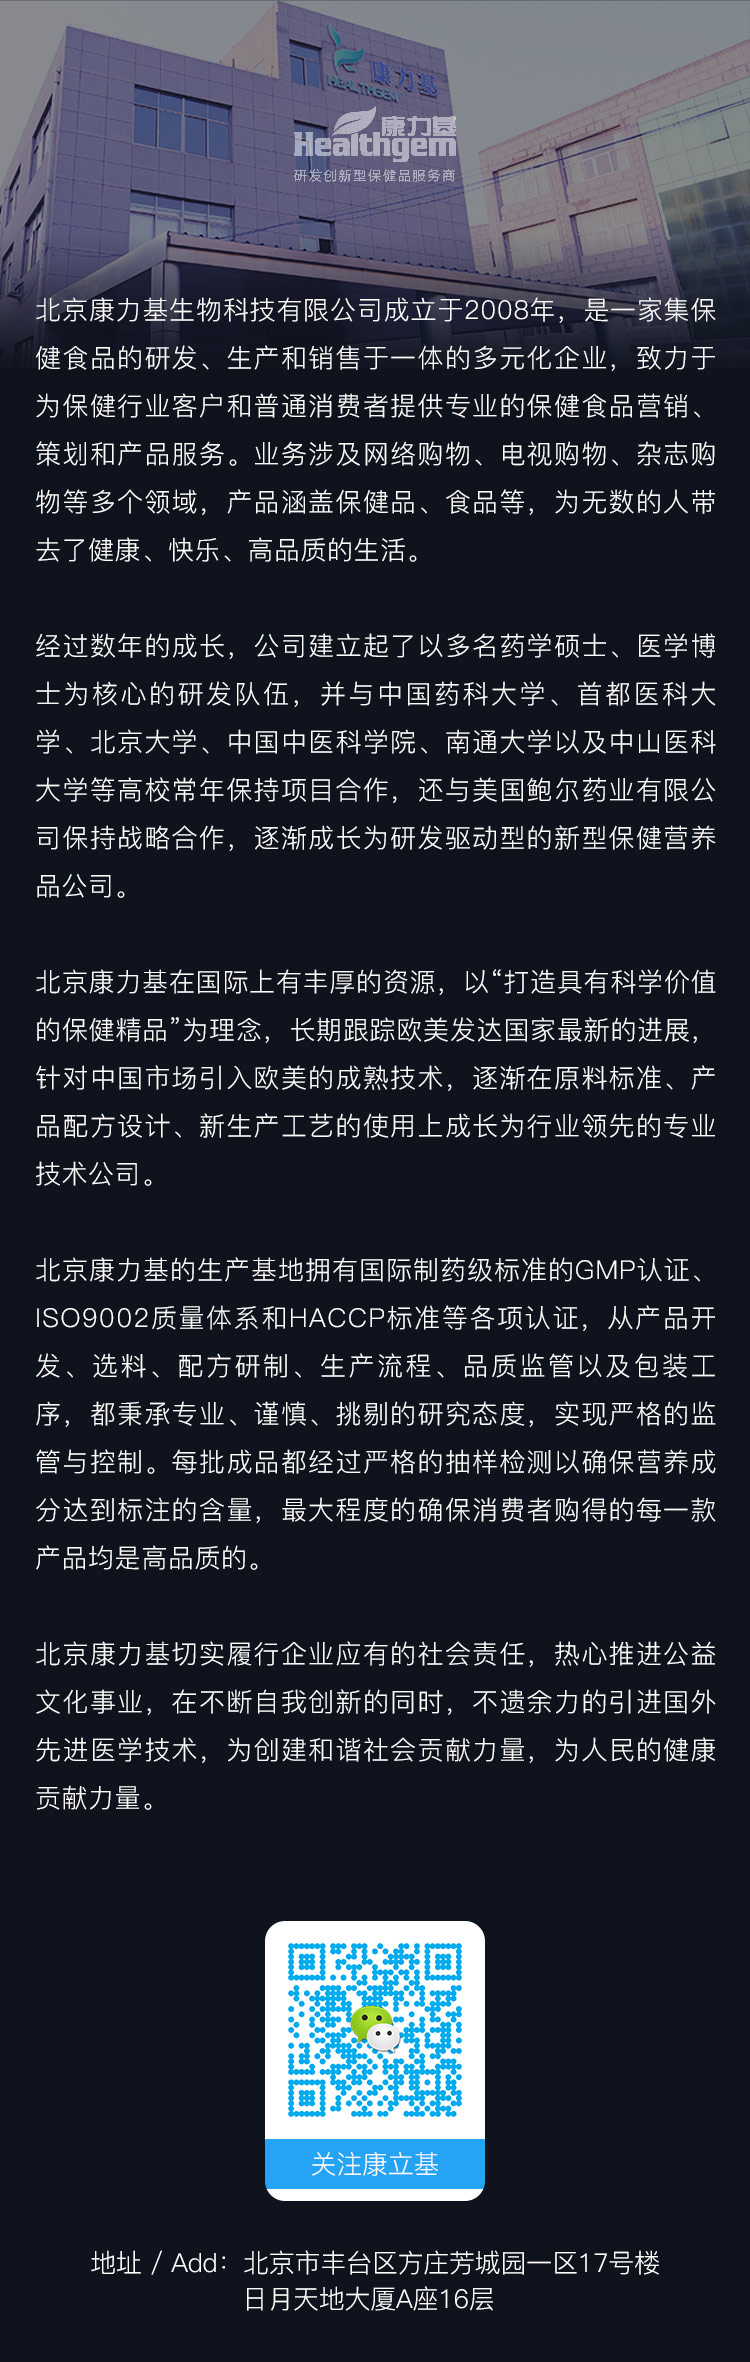 康力基
HEALTHGEM
康力基
Healthgem
研发创新型保健品服务商
北京康力基生物科技有限公司成立于2008年，是一家集保
健食品的研发、生产和销售于一体的多元化企业，致力于
为保健行业客户和普通消费者提供专业的保健食品营销、
策划和产品服务。业务涉及网络购物、电视购物、杂志购
物等多个领域，产品涵盖保健品、食品等，为无数的人带
去了健康、快乐、高品质的生活。
经过数年的成长，公司建立起了以多名药学硕士、医学博
士为核心的研发队伍，并与中国药科大学、首都医科大
学、北京大学、中国中医科学院、南通大学以及中山医科
大学等高校常年保持项目合作，还与美国鲍尔药业有限公
司保持战略合作，逐渐成长为研发驱动型的新型保健营养
品公司。
北京康力基在国际上有丰厚的资源，以“打造具有科学价值
的保健精品”为理念，长期跟踪欧美发达国家最新的进展，
针对中国市场引入欧美的成熟技术，逐渐在原料标准、产
品配方设计、新生产工艺的使用上成长为行业领先的专业
技术公司。
北京康力基的生产基地拥有国际制药级标准的GMP认证、
ISO9002质量体系和HACCP标准等各项认证，从产品开
发、选料、配方研制、生产流程、品质监管以及包装工
序，都秉承专业、谨慎、挑剔的研究态度，实现严格的监
管与控制。每批成品都经过严格的抽样检测以确保营养成
分达到标注的含量，最大程度的确保消费者购得的每一款
产品均是高品质的。
北京康力基切实履行企业应有的社会责任，热心推进公益
文化事业，在不断自我创新的同时，不遗余力的引进国外
先进医学技术，为创建和谐社会贡献力量，为人民的健康
贡献力量。
关注康立基
地址 / Add：北京市丰台区方庄芳城园一区17号楼
日月天地大厦A座16层